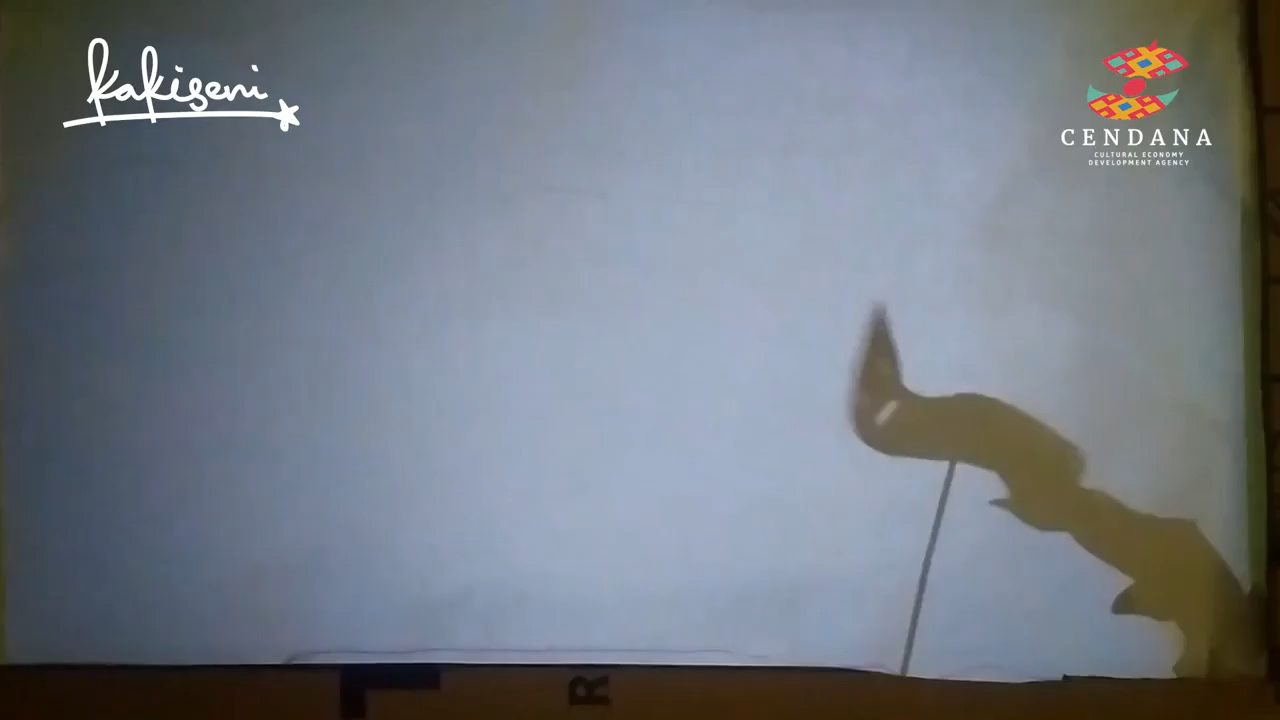 kakiseni
CENDANA
CULTURAL ECONOMY
DEVELOPMENT AGENCY
R